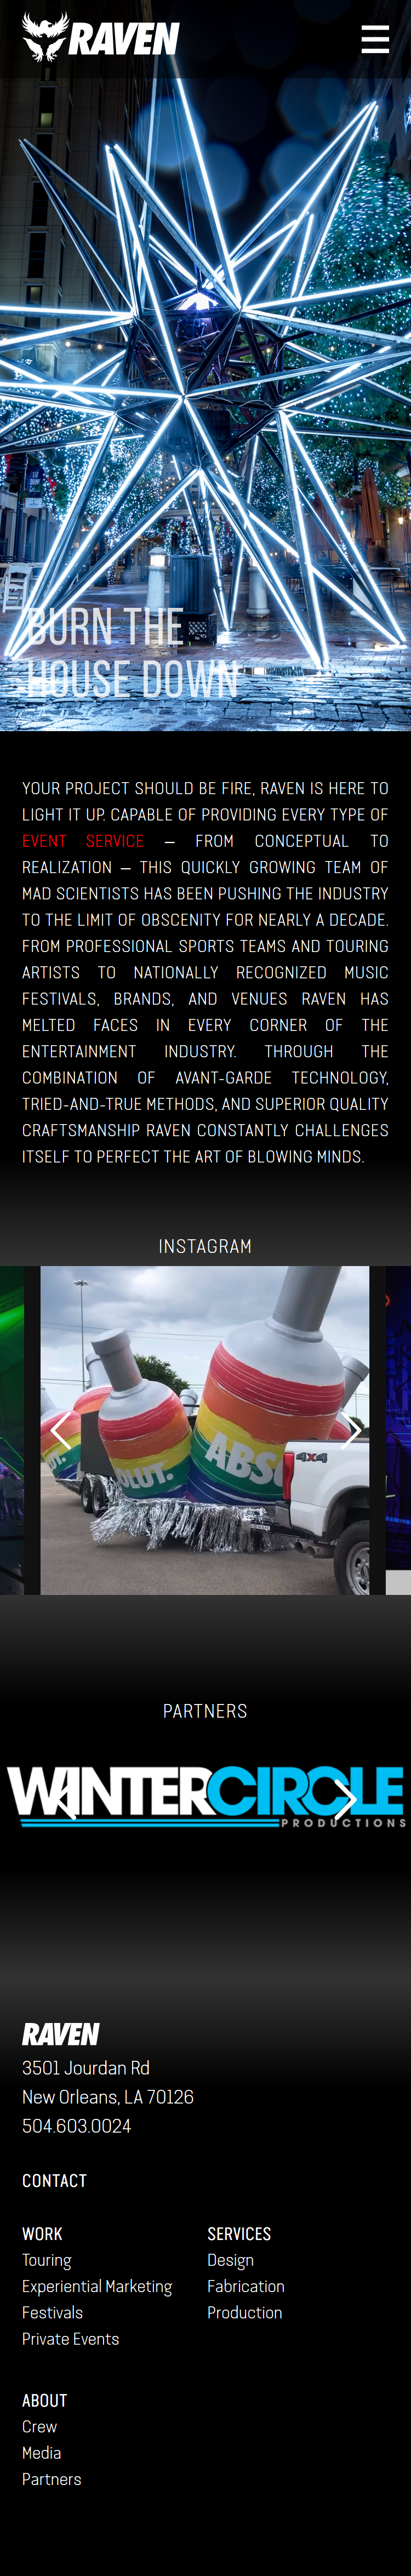 RAVEN
BURN THE
HOUSE DOWN
YOUR PROJECT SHOULD BE FIRE, RAVEN IS HERE TO
LIGHT IT UP. CAPABLE OF PROVIDING EVERY TYPE OF
EVENT SERVICE — FROM CONCEPTUAL TO
REALIZATION — THIS QUICKLY GROWING TEAM OF
MAD SCIENTISTS HAS BEEN PUSHING THE INDUSTRY
TO THE LIMIT OF OBSCENITY FOR NEARLY A DECADE.
FROM PROFESSIONAL SPORTS TEAMS AND TOURING
ARTISTS TO NATIONALLY RECOGNIZED MUSIC
FESTIVALS, BRANDS, AND VENUES RAVEN HAS
MELTED FACES IN EVERY CORNER OF THE
ENTERTAINMENT INDUSTRY. THROUGH THE
COMBINATION OF AVANT-GARDE TECHNOLOGY,
TRIED-AND-TRUE METHODS, AND SUPERIOR QUALITY
CRAFTSMANSHIP RAVEN CONSTANTLY CHALLENGES
ITSELF TO PERFECT THE ART OF BLOWING MINDS.
INSTAGRAM
OLUT. ABS
4X4
PARTNERS
WINTERCIRCLE
PRODUCTIONS
RAVEN
3501 Jourdan Rd
New Orleans, LA 70126
504.603.0024
CONTACT
WORK SERVICES
Touring Design
Experiential Marketing Fabrication
Festivals Production
Private Events
ABOUT
Crew
Media
Partners